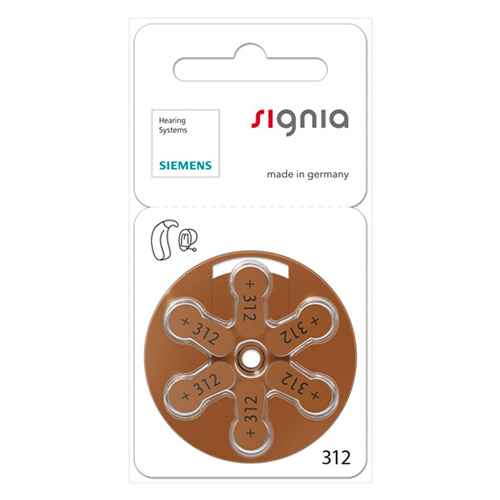 Hearing
Systems
SIEMENS
signia
made in germany
+ 312
+ 312
+ 312
+ 312
+ 312
+ 312
312